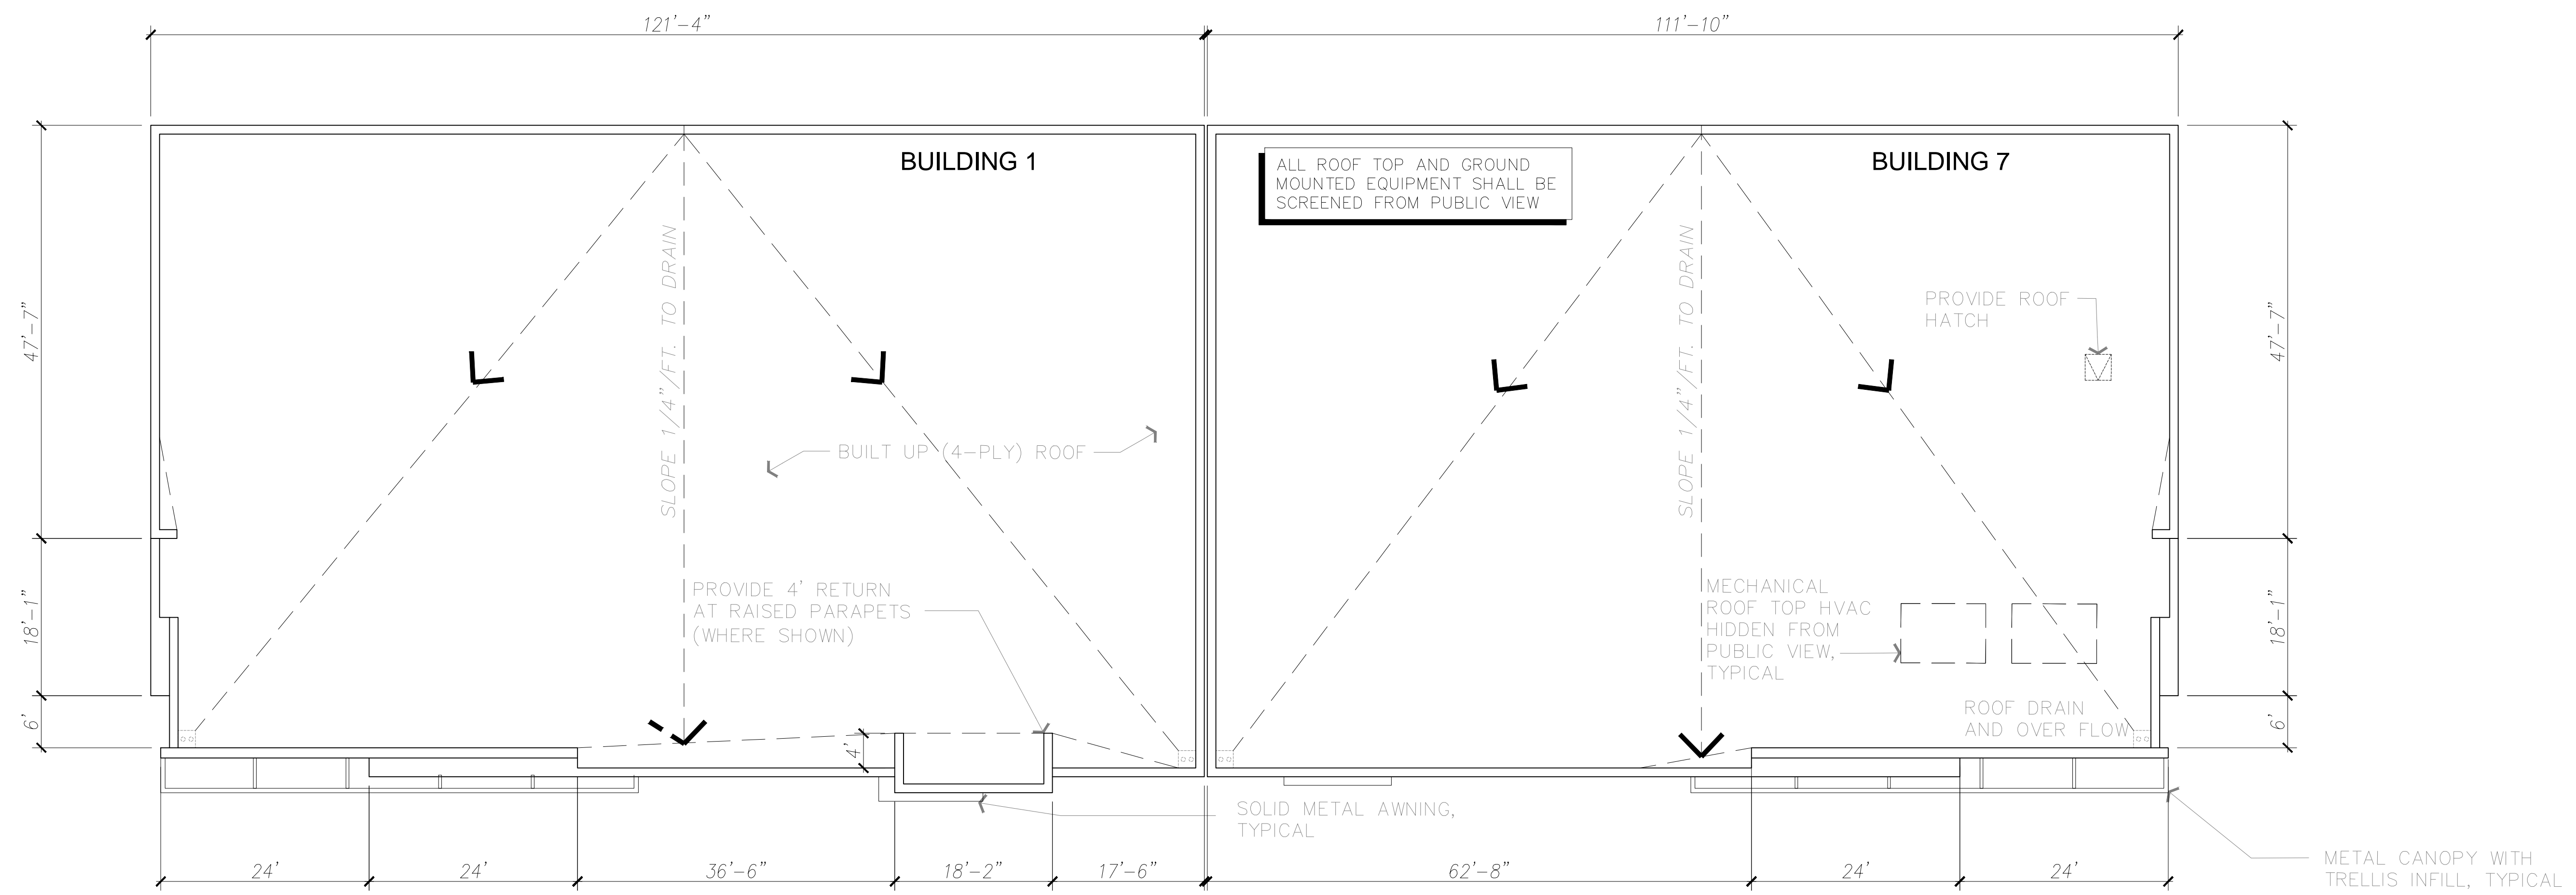 121'-4"
111'-10"
BUILDING 1
ALL ROOF TOP AND GROUND
MOUNTED EQUIPMENT SHALL BE
SCREENED FROM PUBLIC VIEW
BUILDING 7
SLOPE 1/4"/FT. TO DRAIN
SLOPE 1/4"/FT. TO DRAIN
PROVIDE ROOF
HATCH
47'-7"
47'-7"
BUILT UP (4-PLY) ROOF
PROVIDE 4' RETURN
AT RAISED PARAPETS
(WHERE SHOWN)
MECHANICAL
ROOF TOP HVAC
HIDDEN FROM
PUBLIC VIEW,
TYPICAL
18'-1"
18'-1"
ROOF DRAIN
AND OVER FLOW
6'
6'
4'
SOLID METAL AWNING,
TYPICAL
METAL CANOPY WITH
TRELLIS INFILL, TYPICAL
24'
24'
36'-6"
18'-2"
17'-6"
62'-8"
24'
24'